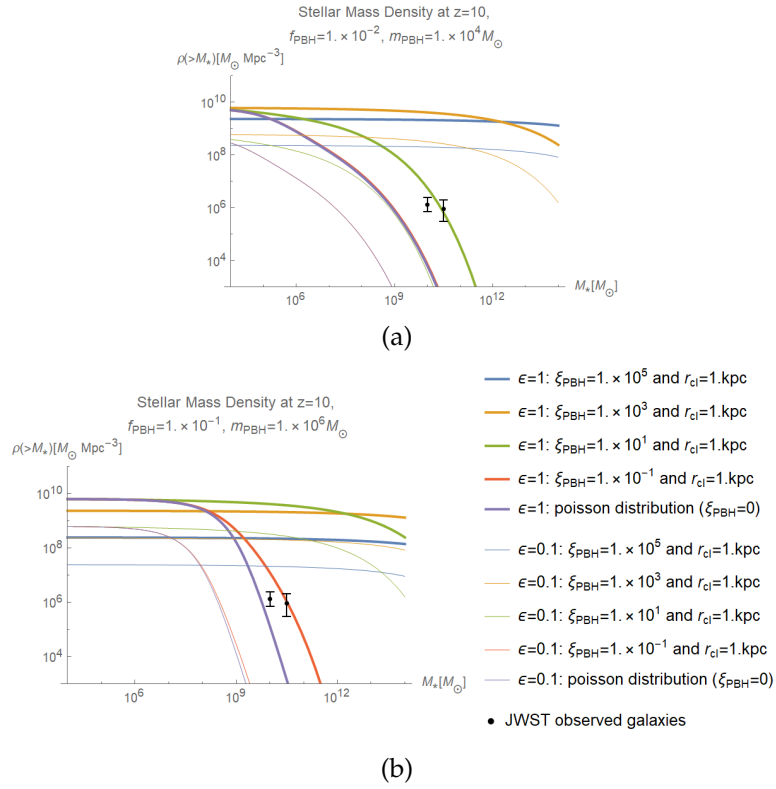 Stellar Mass Density at z=10,
f_PBH=1. × 10^-2, m_PBH=1. × 10^4 M_⊙
ρ(>M_*)[M_⊙ Mpc^-3]
10^10
10^8
10^6
10^4
10^6
10^9
10^12
M_*[M_⊙]
(a)
Stellar Mass Density at z=10,
f_PBH=1. × 10^-1, m_PBH=1. × 10^6 M_⊙
ρ(>M_*)[M_⊙ Mpc^-3]
10^10
10^8
10^6
10^4
10^6
10^9
10^12
M_*[M_⊙]
(b)
ϵ=1: ξ_PBH=1. × 10^5 and r_cl=1.kpc
ϵ=1: ξ_PBH=1. × 10^3 and r_cl=1.kpc
ϵ=1: ξ_PBH=1. × 10^1 and r_cl=1.kpc
ϵ=1: ξ_PBH=1. × 10^-1 and r_cl=1.kpc
ϵ=1: poisson distribution (ξ_PBH=0)
ϵ=0.1: ξ_PBH=1. × 10^5 and r_cl=1.kpc
ϵ=0.1: ξ_PBH=1. × 10^3 and r_cl=1.kpc
ϵ=0.1: ξ_PBH=1. × 10^1 and r_cl=1.kpc
ϵ=0.1: ξ_PBH=1. × 10^-1 and r_cl=1.kpc
ϵ=0.1: poisson distribution (ξ_PBH=0)
JWST observed galaxies